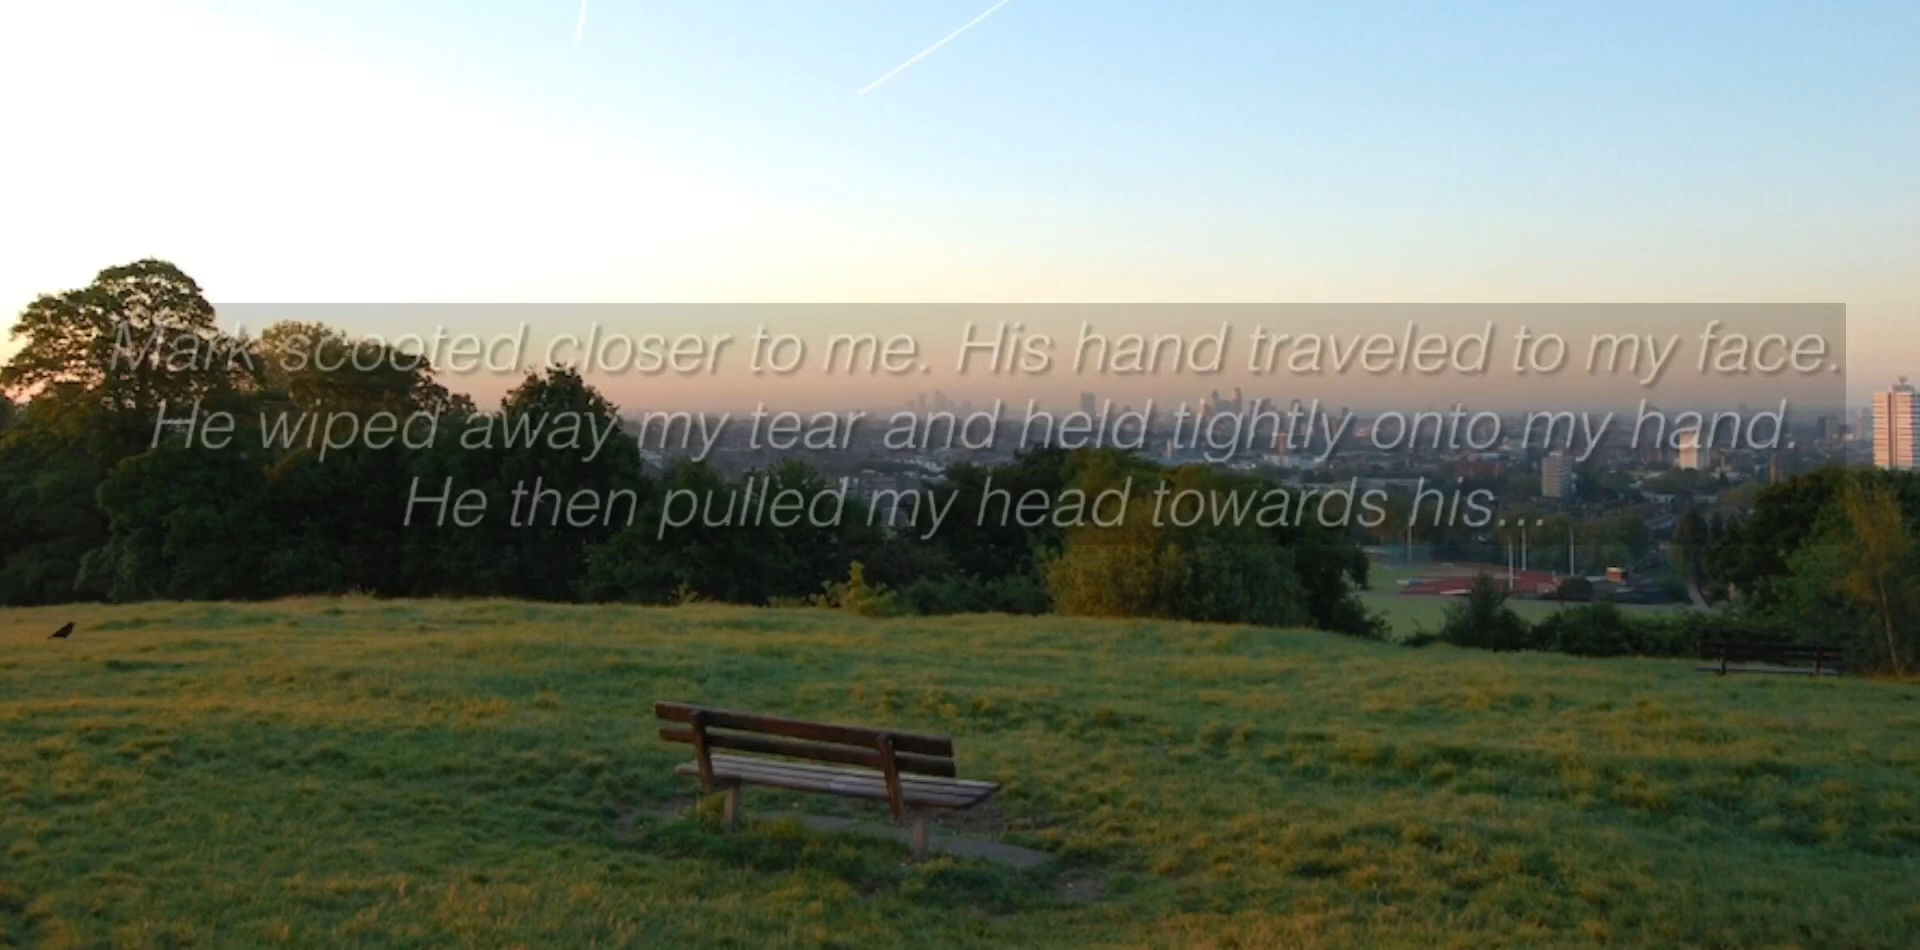 Mark scooted closer to me. His hand traveled to my face.
He wiped away my tear and held tightly onto my hand.
He then pulled my head towards his...